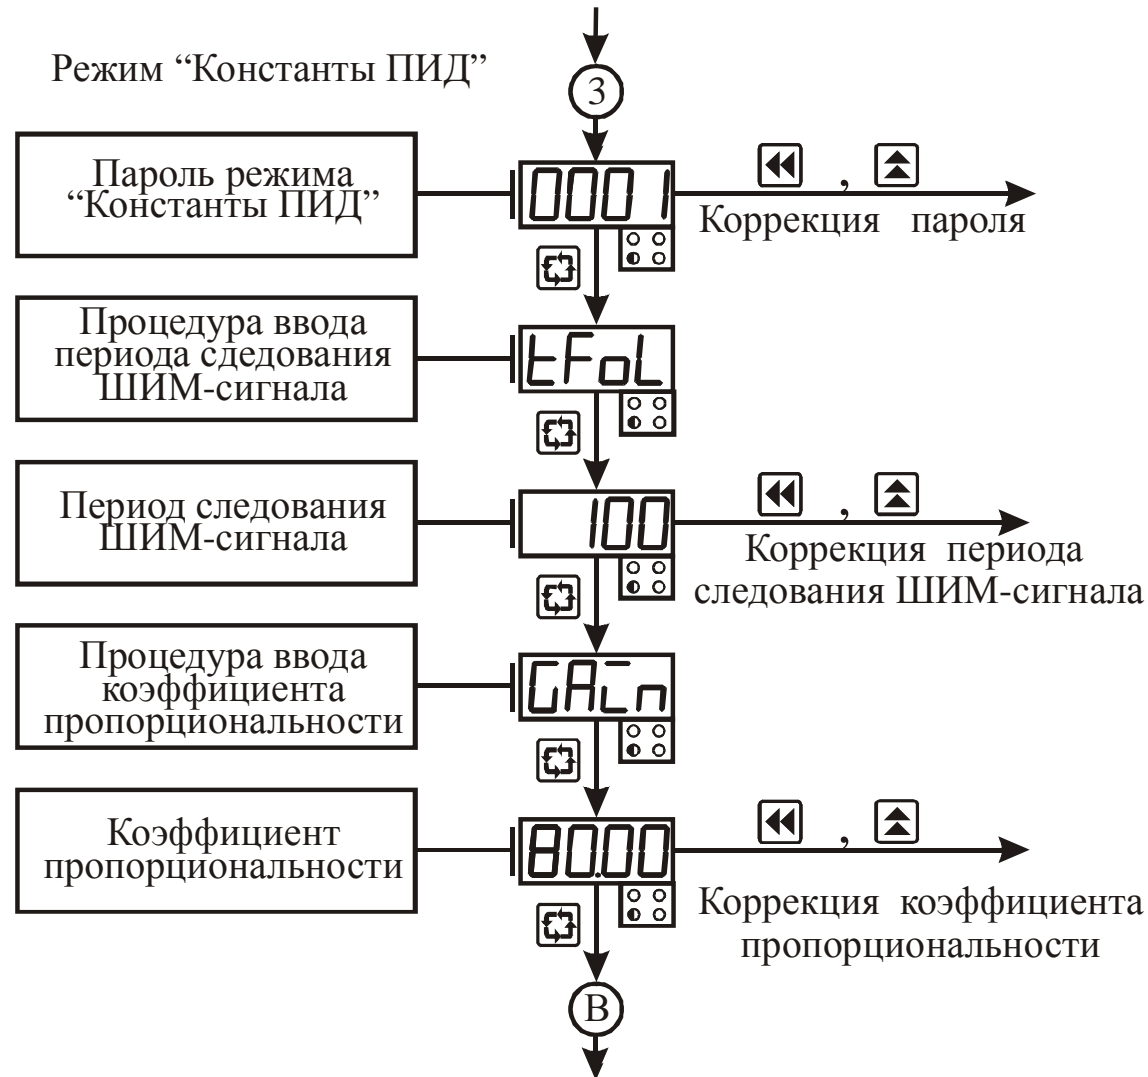 Режим “Константы ПИД”
3
Пароль режима
“Константы ПИД”
0001
,
Коррекция пароля
Процедура ввода
периода сдедования
ШИМ-сигнала
tFoL
Период следования
ШИМ-сигнала
100
,
Коррекция периода
следования ШИМ-сигнала
Процедура ввода
коэффициента
пропорциональности
GAin
Коэффициент
пропорциональности
80.00
,
Коррекция коэффициента
пропорциональности
В